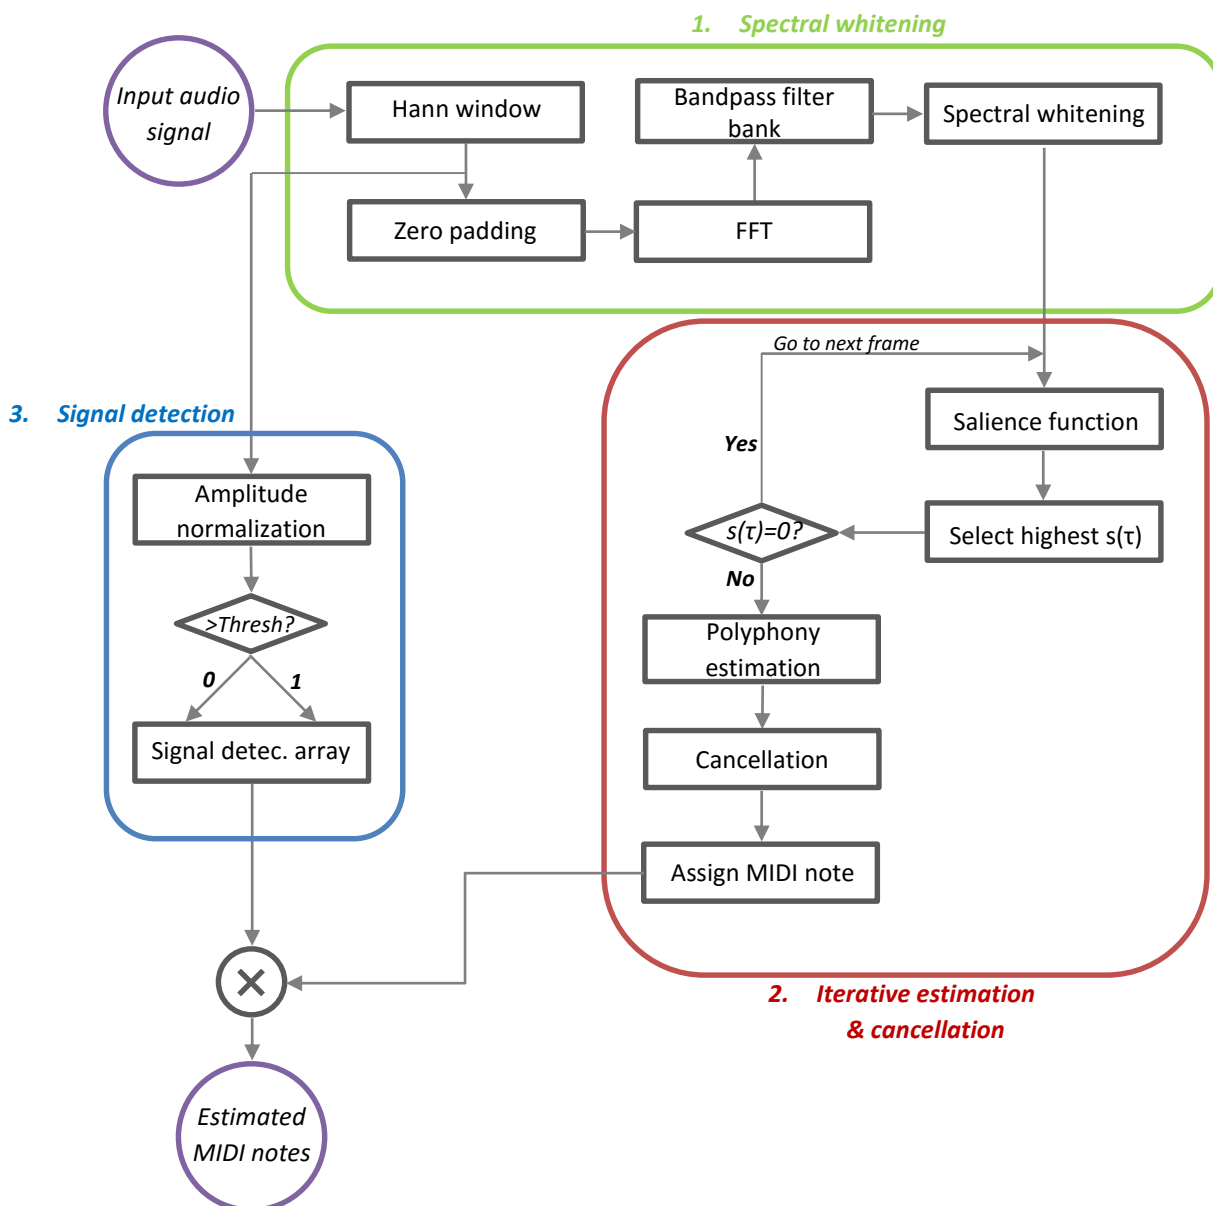 1. Spectral whitening
Input audio
signal
Hann window
Bandpass filter
bank
Spectral whitening
Zero padding
FFT
Go to next frame
3. Signal detection
Salience function
Yes
Amplitude
normalization
s(τ)=0?
Select highest s(τ)
No
>Thresh?
Polyphony
estimation
0
1
Signal detec. array
Cancellation
Assign MIDI note
2. Iterative estimation
& cancellation
Estimated
MIDI notes